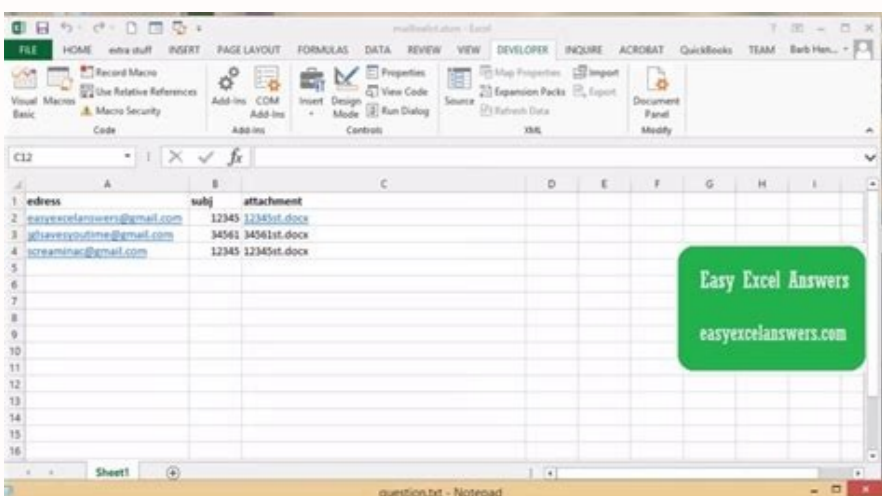 mailwelnt.xlsm - Excel
FILE HOME extra stuff INSERT PAGE LAYOUT FORMULAS DATA REVIEW VIEW DEVELOPER INQUIRE ACROBAT QuickBooks TEAM Barb Hen...
Visual Basic
Macros
Record Macro
Use Relative References
Macro Security
Code
Add-Ins
COM Add-Ins
Add-Ins
Insert
Design Mode
Properties
View Code
Run Dialog
Controls
Source
Map Properties
Expansion Packs
Refresh Data
Import
Export
XML
Document Panel
Modify
C12 fx
A B C D E F G H I
1 edress subj attachment
2 easyexcelanswers@gmail.com 12345 12345st.docx
3 @gmail.com 34561 34561st.docx
4 screaminac@gmail.com 12345 12345st.docx
5
6
7
8
9
10
11
12
13
14
15
16
Easy Excel Answers
easyexcelanswers.com
Sheet1
question.txt - Notepad